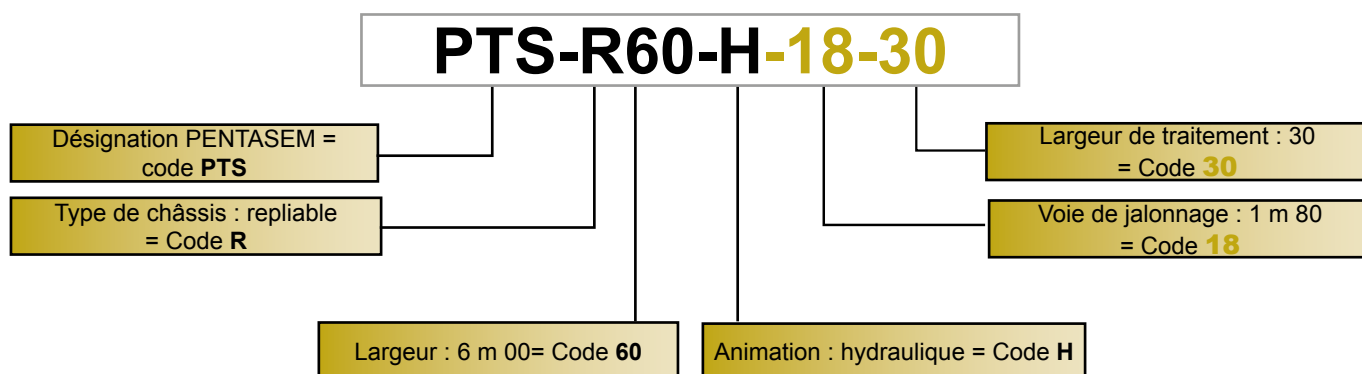 PTS-R60-H-18-30
Désignation PENTASEM =
code PTS
Type de châssis : repliable
= Code R
Largeur de traitement : 30
= Code 30
Voie de jalonnage : 1 m 80
= Code 18
Largeur : 6 m 00= Code 60
Animation : hydraulique = Code H